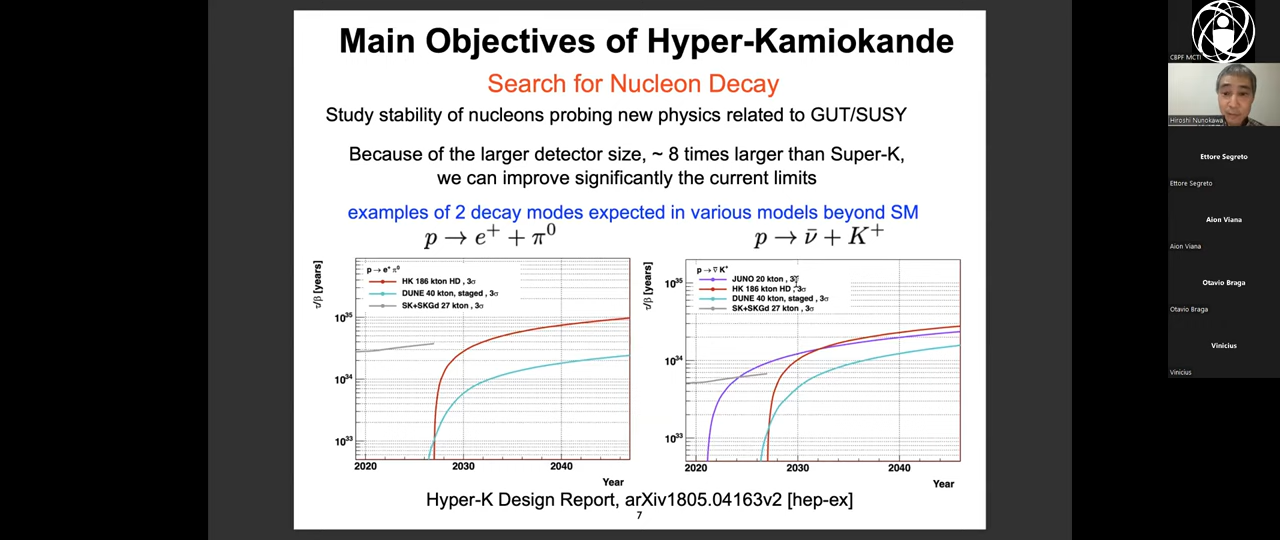 Main Objectives of Hyper-Kamiokande
Search for Nucleon Decay
Study stability of nucleons probing new physics related to GUT/SUSY
Because of the larger detector size, ~ 8 times larger than Super-K,
we can improve significantly the current limits
examples of 2 decay modes expected in various models beyond SM
p → e⁺ + π⁰
p → ν̄ + K⁺
τ/β [years]
p → e⁺ π⁰
HK 186 kton HD , 3σ
DUNE 40 kton, staged , 3σ
SK+SKGd 27 kton , 3σ
10³⁵
10³⁴
10³³
2020
2030
2040
Year
τ/β [years]
p → ν̄ K⁺
JUNO 20 kton , 3σ
HK 186 kton HD , 3σ
DUNE 40 kton, staged , 3σ
SK+SKGd 27 kton , 3σ
10³⁵
10³⁴
10³³
2020
2030
2040
Year
Hyper-K Design Report, arXiv1805.04163v2 [hep-ex]
7
CBPF MCTI
Hiroshi Nunokawa
Ettore Segreto
Ettore Segreto
Aion Viana
Aion Viana
Otavio Braga
Otavio Braga
Vinicius
Vinicius